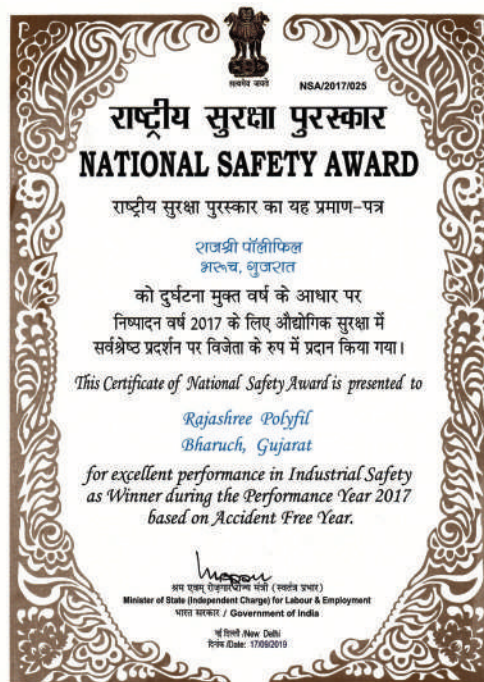 सत्यमेव जयते
NSA/2017/025
राष्ट्रीय सुरक्षा पुरस्कार
NATIONAL SAFETY AWARD
राष्ट्रीय सुरक्षा पुरस्कार का यह प्रमाण-पत्र
राजश्री पॉलीफिल
भरूच, गुजरात
को दुर्घटना मुक्त वर्ष के आधार पर
निष्पादन वर्ष 2017 के लिए औद्योगिक सुरक्षा में
सर्वश्रेष्ठ प्रदर्शन पर विजेता के रुप में प्रदान किया गया।
This Certificate of National Safety Award is presented to
Rajashree Polyfil
Bharuch, Gujarat
for excellent performance in Industrial Safety
as Winner during the Performance Year 2017
based on Accident Free Year.
श्रम एवम् रोजगार राज्य मंत्री (स्वतंत्र प्रभार)
Minister of State (Independent Charge) for Labour & Employment
भारत सरकार / Government of India
नई दिल्ली /New Delhi
दिनांक /Date: 17/09/2019